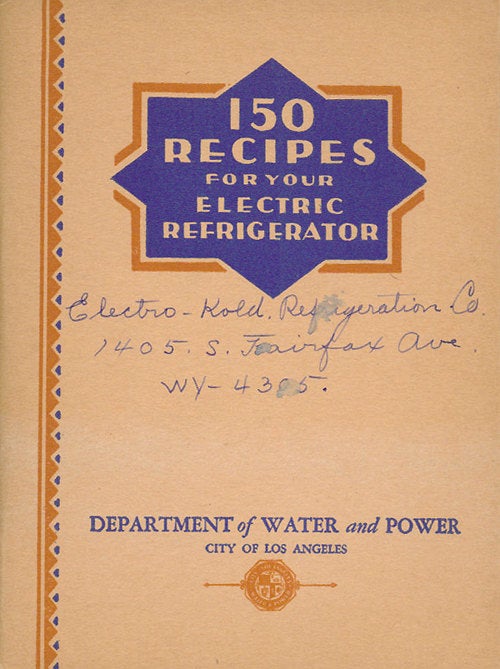 150
RECIPES
FOR YOUR
ELECTRIC
REFRIGERATOR
Electro-Kold. Refrigeration Co.
1405. S. Fairfax Ave.
WY-4305.
DEPARTMENT of WATER and POWER
CITY OF LOS ANGELES